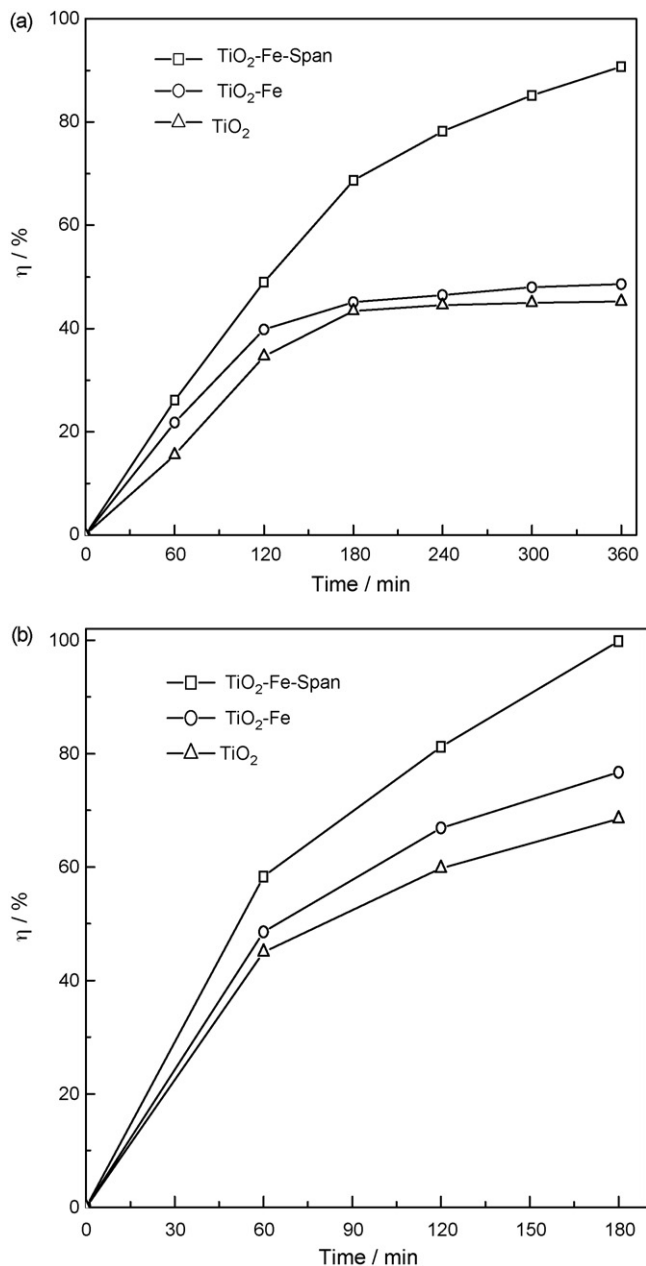 (a)
100
80
60
40
20
0
η / %
TiO₂-Fe-Span
TiO₂-Fe
TiO₂
0 60 120 180 240 300 360
Time / min
(b)
100
80
60
40
20
0
η / %
TiO₂-Fe-Span
TiO₂-Fe
TiO₂
0 30 60 90 120 150 180
Time / min